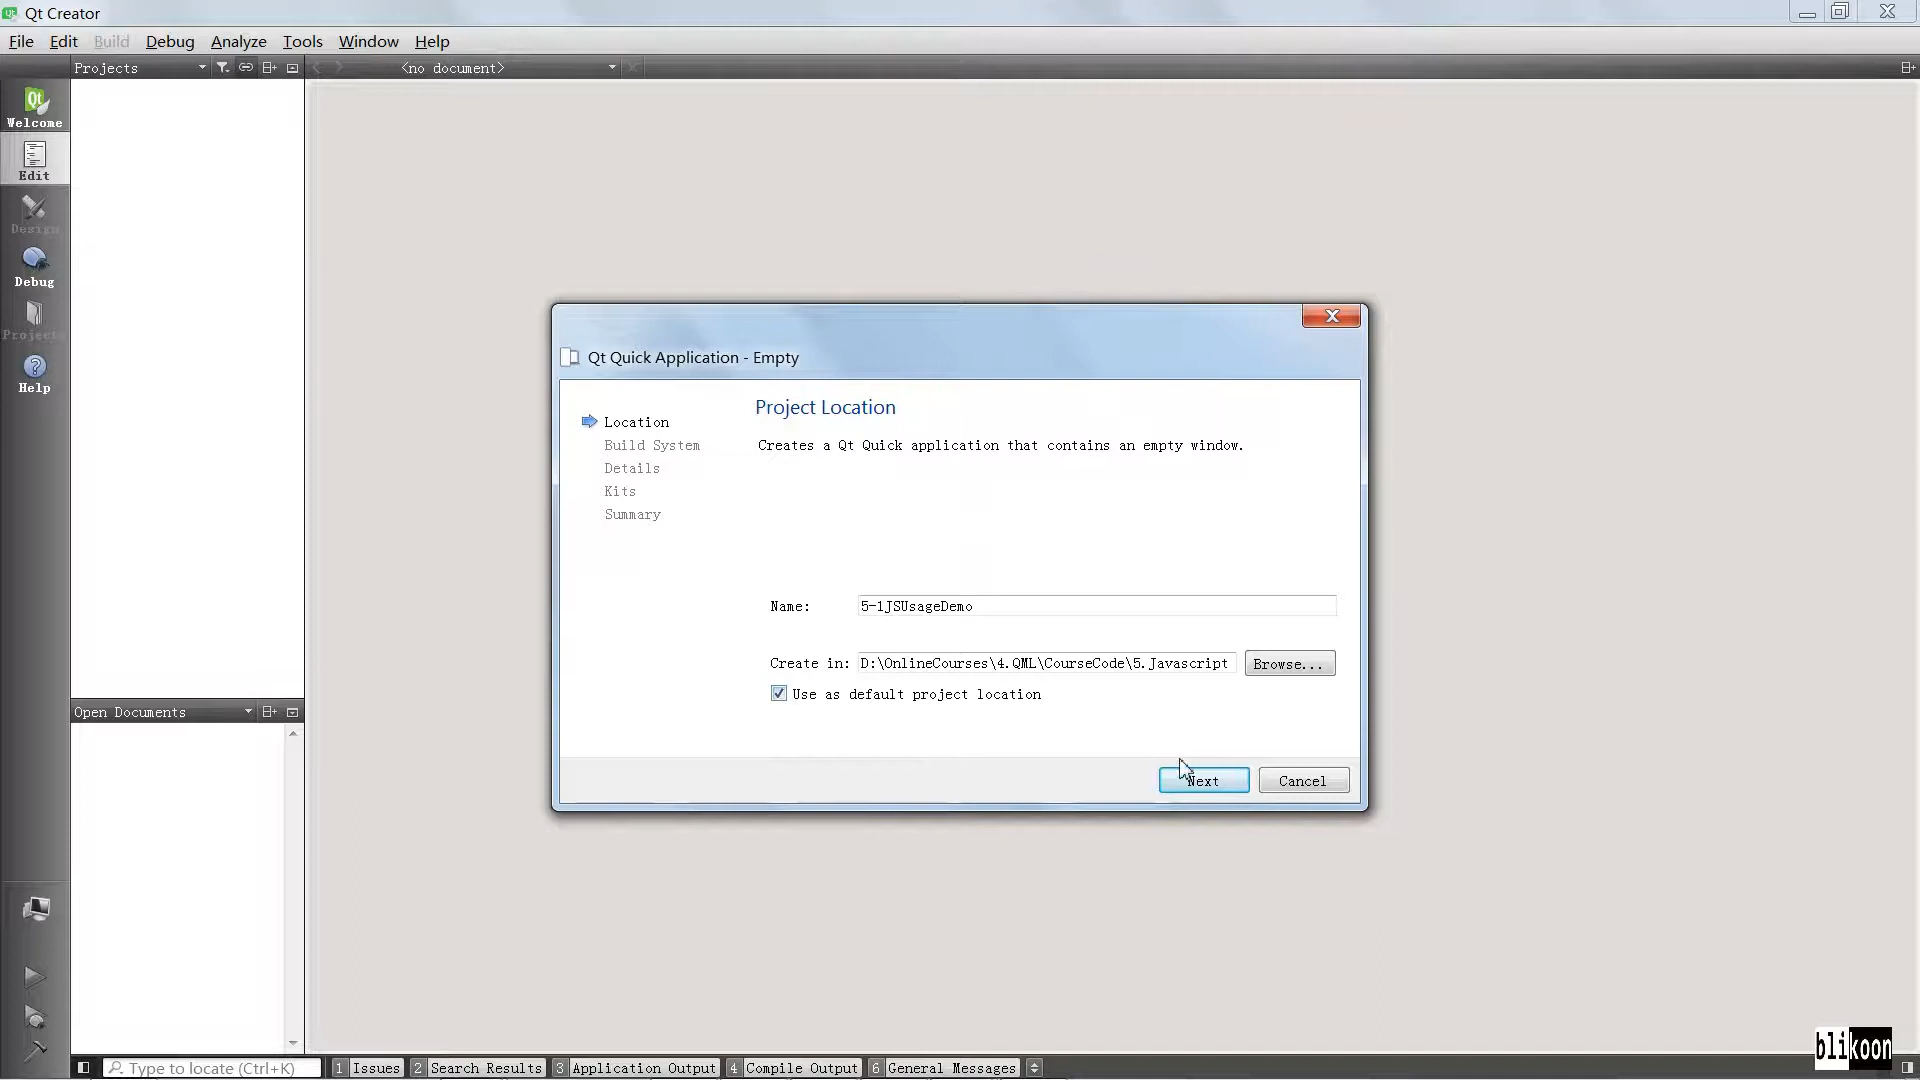 Qt Creator
File Edit Build Debug Analyze Tools Window Help
Projects <no document>
Welcome
Edit
Design
Debug
Projects
Help
Qt Quick Application - Empty
Location
Build System
Details
Kits
Summary
Project Location
Creates a Qt Quick application that contains an empty window.
Name: 5-1JSUsageDemo
Create in: D:\OnlineCourses\4.QML\CourseCode\5.Javascript Browse...
Use as default project location
Next Cancel
Open Documents
Type to locate (Ctrl+K) 1 Issues 2 Search Results 3 Application Output 4 Compile Output 6 General Messages
blikoon